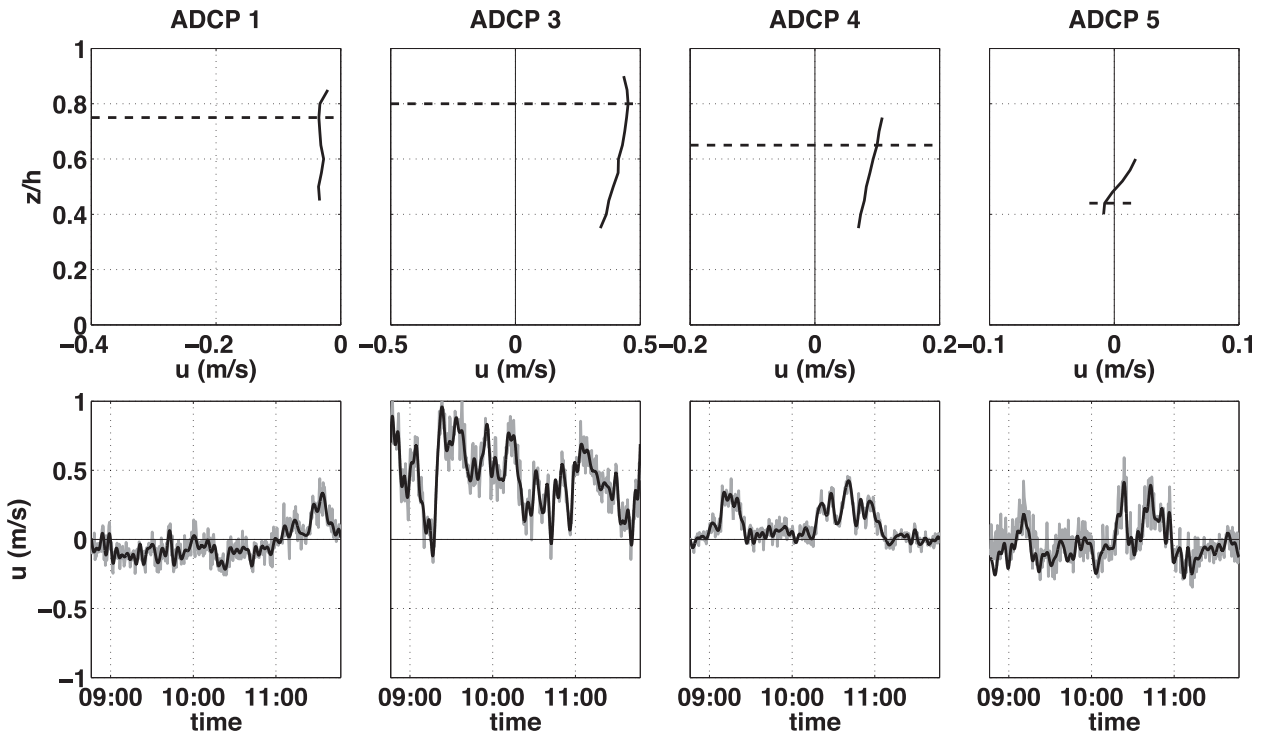 ADCP 1 ADCP 3 ADCP 4 ADCP 5
1
0.8
0.6
z/h
0.4
0.2
0
−0.4 −0.2 0 −0.5 0 0.5 −0.2 0 0.2 −0.1 0 0.1
u (m/s) u (m/s) u (m/s) u (m/s)
1
0.5
u (m/s)
0
−0.5
−1
09:00 10:00 11:00 09:00 10:00 11:00 09:00 10:00 11:00 09:00 10:00 11:00
time time time time